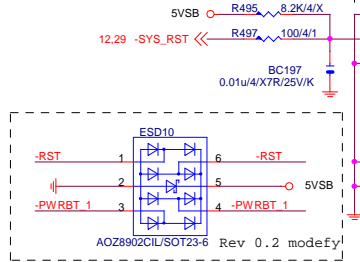 5VSB R495 8.2K/4/X
12,29 -SYS_RST R497 100/4/1
BC197
0.01u/4/X7R/25V/K
ESD10
-RST 1 6 -RST
2 5 5VSB
-PWRBT_1 3 4 -PWRBT_1
AOZ8902CIL/SOT23-6 Rev 0.2 modefy